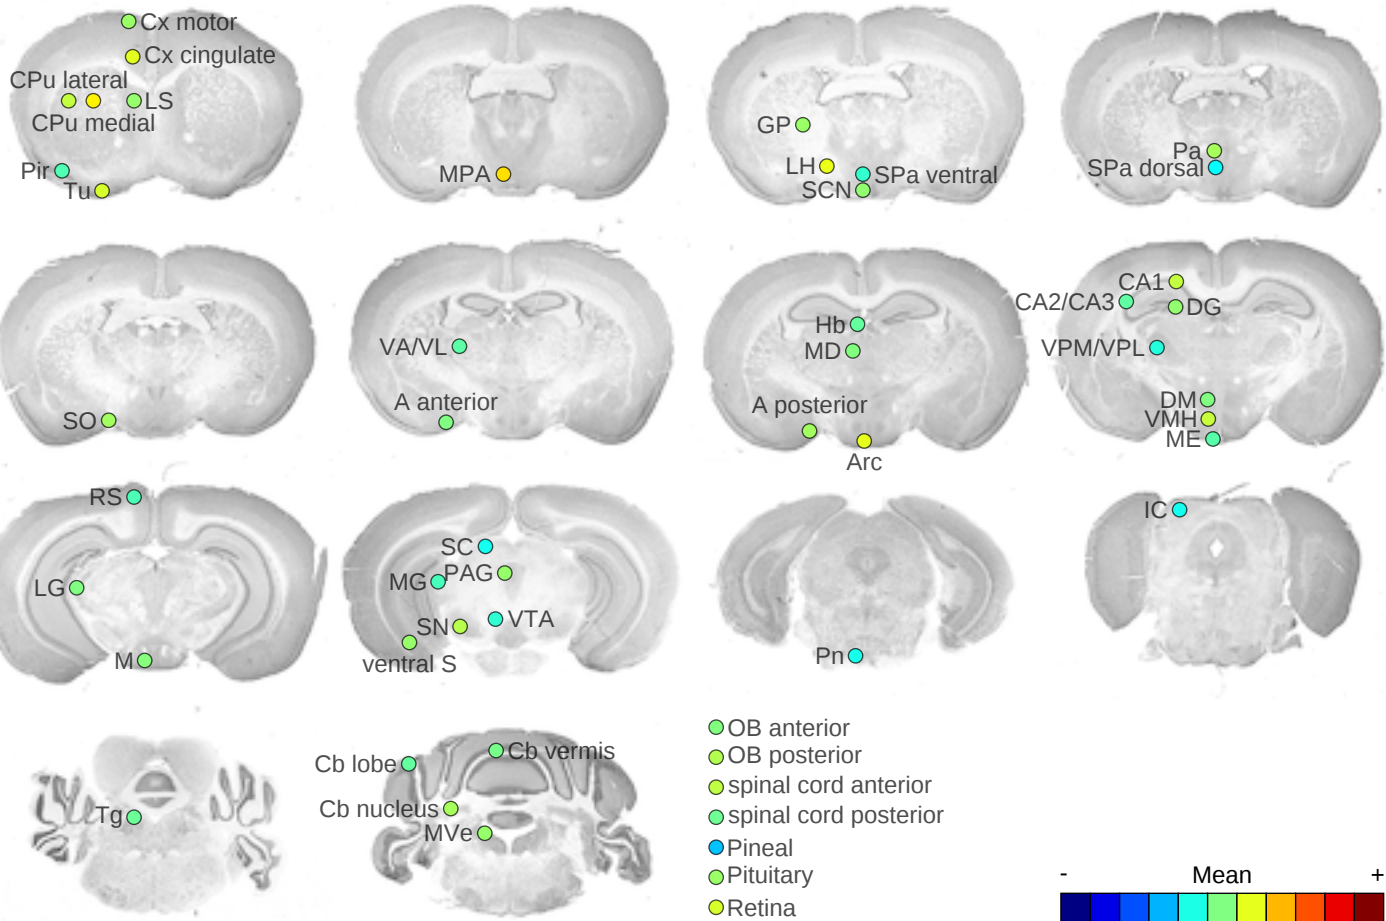 Cx motor
Cx cingulate
CPu lateral
LS
CPu medial
Pir
Tu
MPA
GP
LH
SPa ventral
SCN
Pa
SPa dorsal
SO
VA/VL
A anterior
Hb
MD
A posterior
Arc
CA1
CA2/CA3
DG
VPM/VPL
DM
VMH
ME
RS
LG
M
SC
MG
PAG
SN
VTA
ventral S
Pn
IC
Tg
Cb lobe
Cb vermis
Cb nucleus
MVe
OB anterior
OB posterior
spinal cord anterior
spinal cord posterior
Pineal
Pituitary
Retina
- Mean +